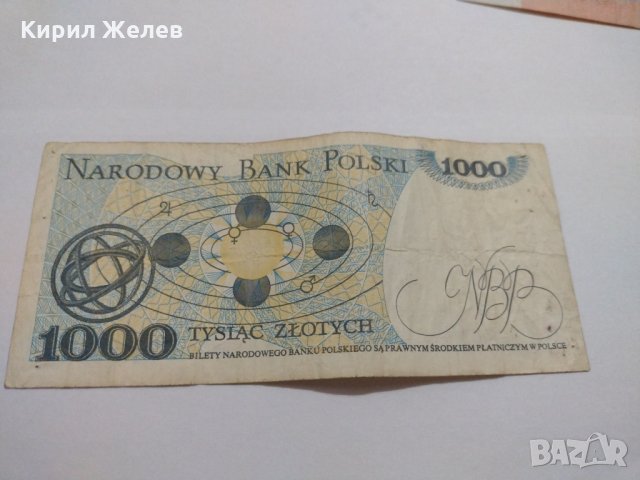 Кирил Желев
NARODOWY BANK POLSKI 1000
NBP
1000 TYSIĄC ZŁOTYCH
BILETY NARODOWEGO BANKU POLSKIEGO SĄ PRAWNYM ŚRODKIEM PŁATNICZYM W POLSCE
BAZAR